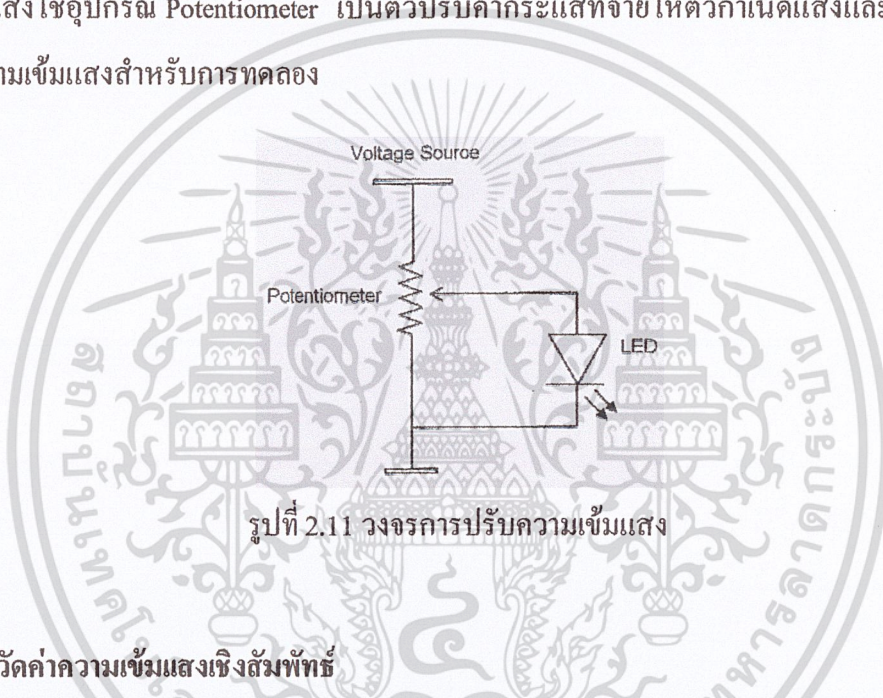 ใช้อุปกรณ์ Potentiometer เป็นตัวปรับค่ากระแสที่จ่ายให้ตัวกำเนิดแสงและ
ามเข้มแสงสำหรับการทดลอง
Voltage Source
Potentiometer
LED
รูปที่ 2.11 วงจรการปรับความเข้มแสง
วัดค่าความเข้มแสงเชิงสัมพัทธ์